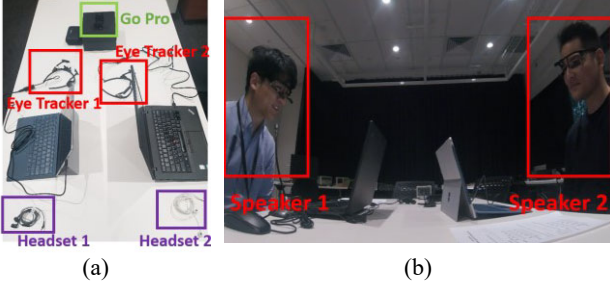 Go Pro
Eye Tracker 2
Eye Tracker 1
Headset 1
Headset 2
Speaker 1
Speaker 2
(a)
(b)